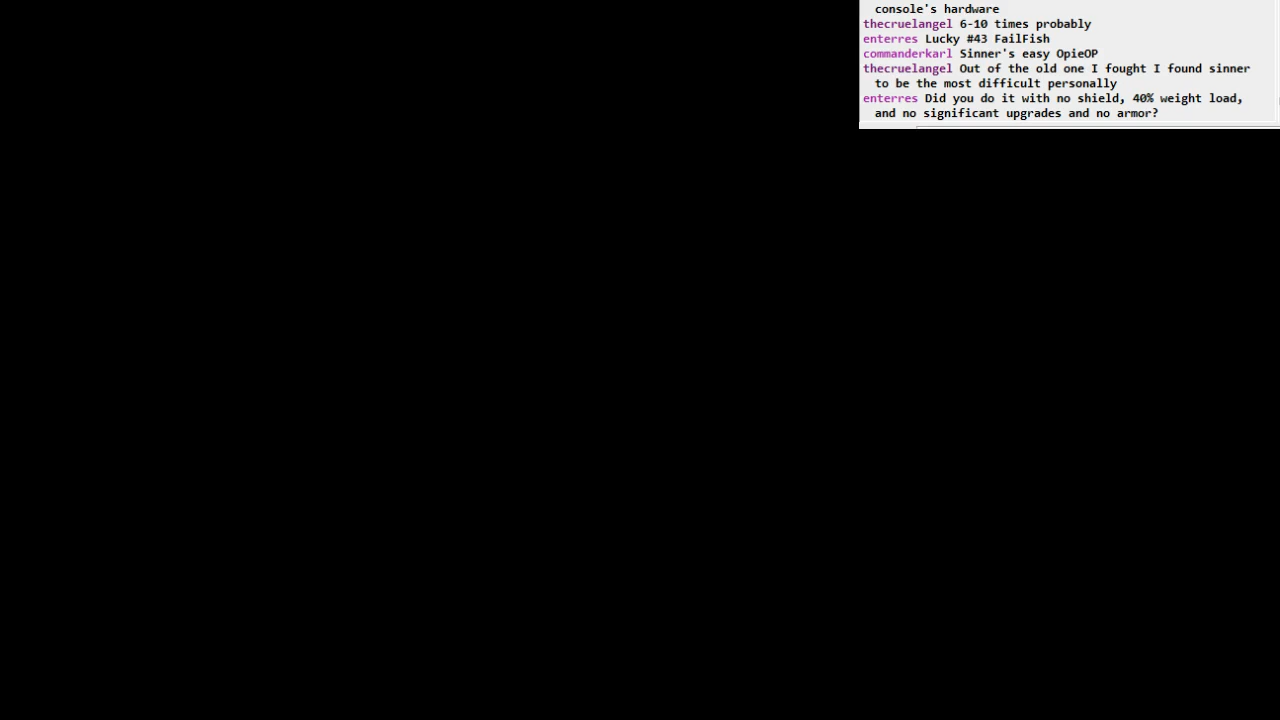 console's hardware
thecruelangel 6-10 times probably
enterres Lucky #43 FailFish
commanderkarl Sinner's easy OpieOP
thecruelangel Out of the old one I fought I found sinner
to be the most difficult personally
enterres Did you do it with no shield, 40% weight load,
and no significant upgrades and no armor?